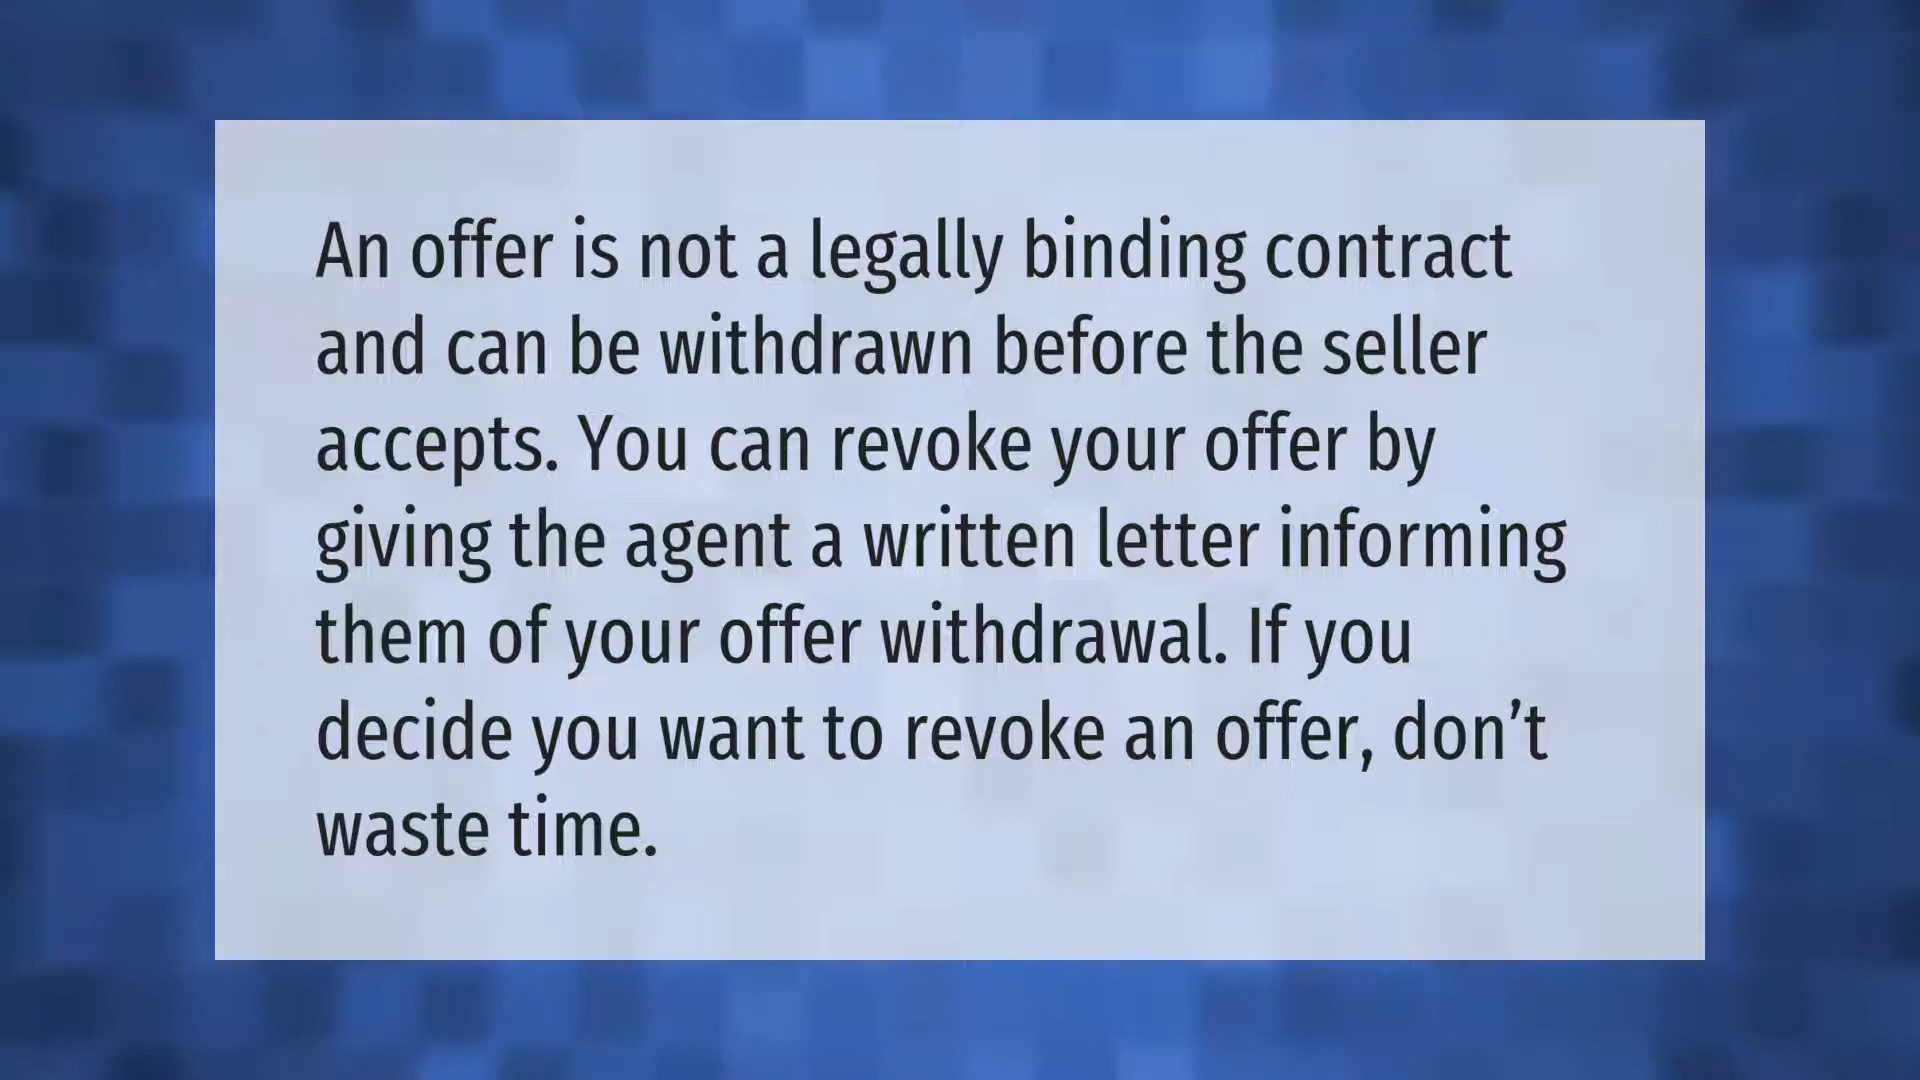 An offer is not a legally binding contract
and can be withdrawn before the seller
accepts. You can revoke your offer by
giving the agent a written letter informing
them of your offer withdrawal. If you
decide you want to revoke an offer, don’t
waste time.